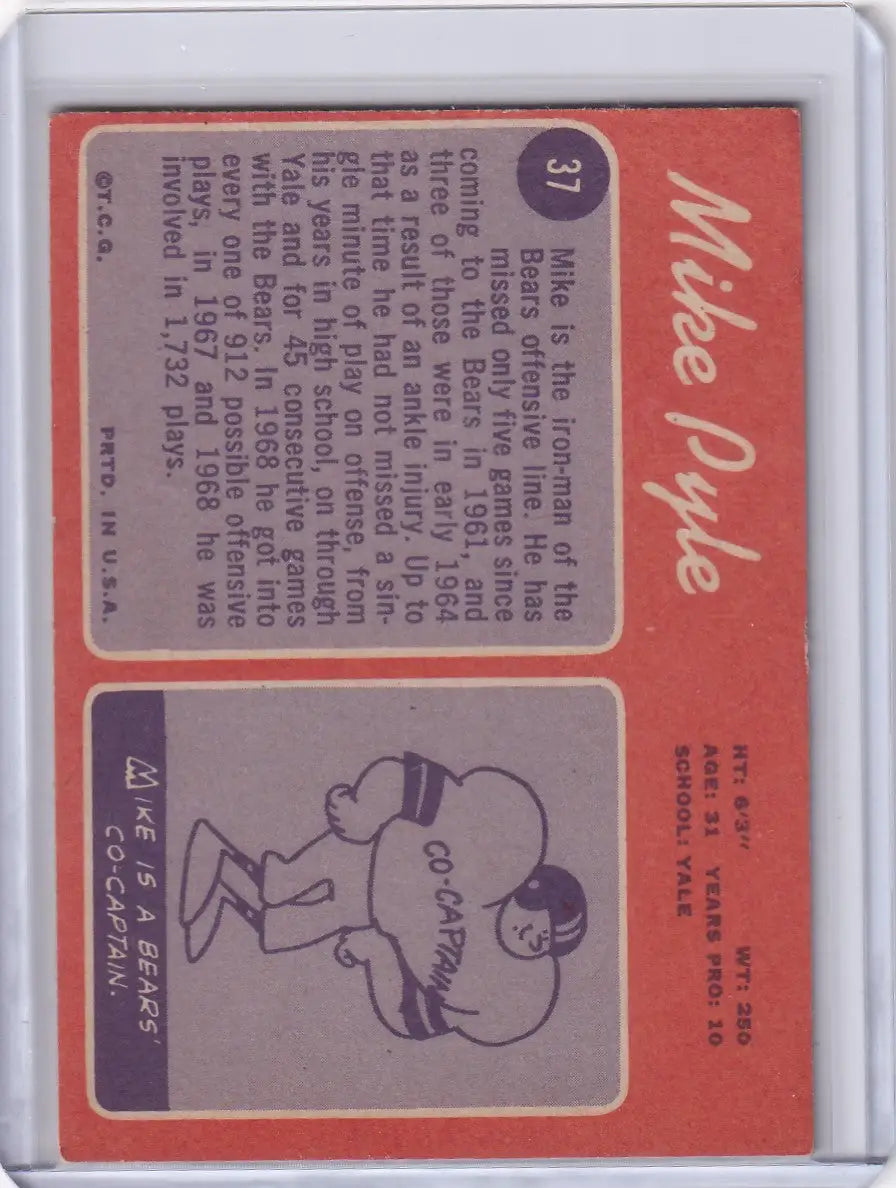 Mike Pyle
HT: 6/3" WT: 250
AGE: 31 YEARS PRO: 10
SCHOOL: YALE
37
Mike is the iron-man of the
Bears offensive line. He has
missed only five games since
coming to the Bears in 1961, and
three of those were in early 1964
as a result of an ankle injury. Up to
that time he had not missed a sin-
gle minute of play on offense, from
his years in high school, on through
Yale and for 45 consecutive games
with the Bears. In 1968 he got into
every one of 912 possible offensive
plays, in 1967 and 1968 he was
involved in 1,732 plays.
©T.C.G. PRTD. IN U.S.A.
CO-CAPTAIN
MIKE IS A BEARS'
CO-CAPTAIN.